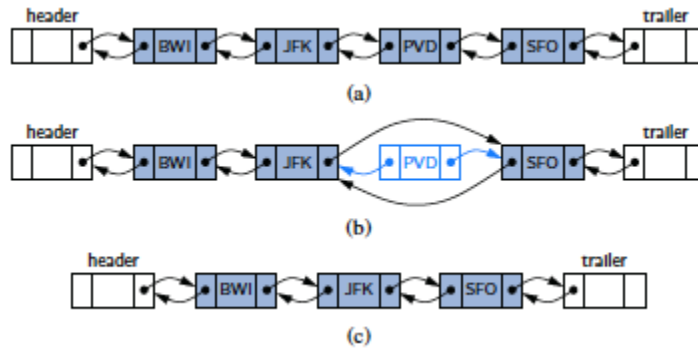 header trailer
BWI JFK PVD SFO
(a)
header trailer
BWI JFK PVD SFO
(b)
header trailer
BWI JFK SFO
(c)